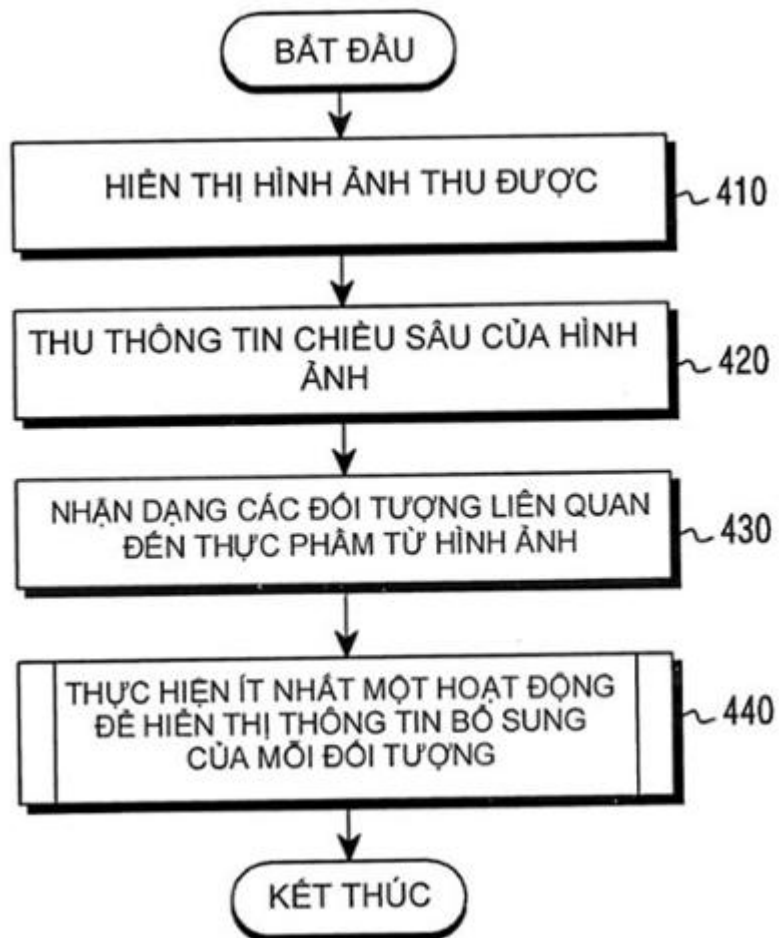 BẮT ĐẦU
HIỂN THỊ HÌNH ẢNH THU ĐƯỢC
410
THU THÔNG TIN CHIỀU SÂU CỦA HÌNH
ẢNH
420
NHẬN DẠNG CÁC ĐỐI TƯỢNG LIÊN QUAN
ĐẾN THỰC PHẨM TỪ HÌNH ẢNH
430
THỰC HIỆN ÍT NHẤT MỘT HOẠT ĐỘNG
ĐỂ HIỂN THỊ THÔNG TIN BỔ SUNG
CỦA MỖI ĐỐI TƯỢNG
440
KẾT THÚC